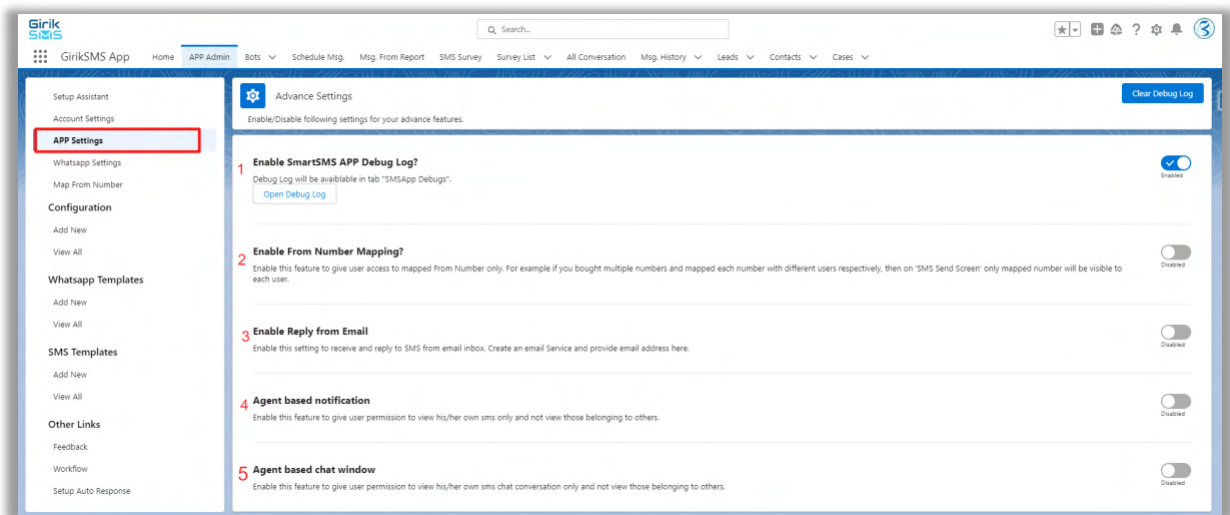 Girik
SMS
Search...
GirikSMS App Home APP Admin Bots Schedule Msg. Msg. From Report SMS Survey Survey List All Conversation Msg. History Leads Contacts Cases
Setup Assistant
Account Settings
APP Settings
Whatsapp Settings
Map From Number
Configuration
Add New
View All
Whatsapp Templates
Add New
View All
SMS Templates
Add New
View All
Other Links
Feedback
Workflow
Setup Auto Response
Advance Settings
Clear Debug Log
Enable/Disable following settings for your advance features.
1 Enable SmartSMS APP Debug Log?
Debug Log will be avaiblable in tab "SMSApp Debugs".
Enabled
Open Debug Log
2 Enable From Number Mapping?
Enable this feature to give user access to mapped From Number only. For example if you bought multiple numbers and mapped each number with different users respectively, then on 'SMS Send Screen' only mapped number will be visible to
each user.
Disabled
3 Enable Reply from Email
Enable this setting to receive and reply to SMS from email inbox. Create an email Service and provide email address here.
Disabled
4 Agent based notification
Enable this feature to give user permission to view his/her own sms only and not view those belonging to others.
Disabled
5 Agent based chat window
Enable this feature to give user permission to view his/her own sms chat conversation only and not view those belonging to others.
Disabled